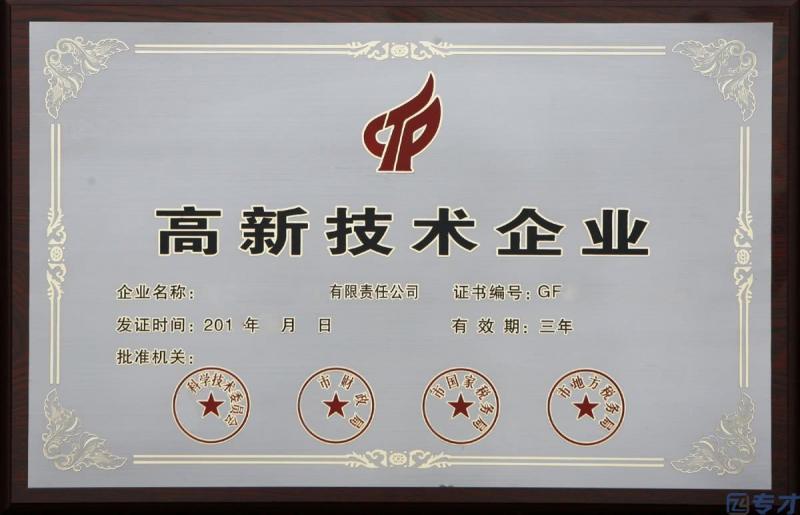 高新技术企业
企业名称： 有限责任公司 证书编号：GF
发证时间：201 年 月 日 有 效 期：三年
批准机关：
科学技术委员会
市财政局
市国家税务局
市地方税务局
专才